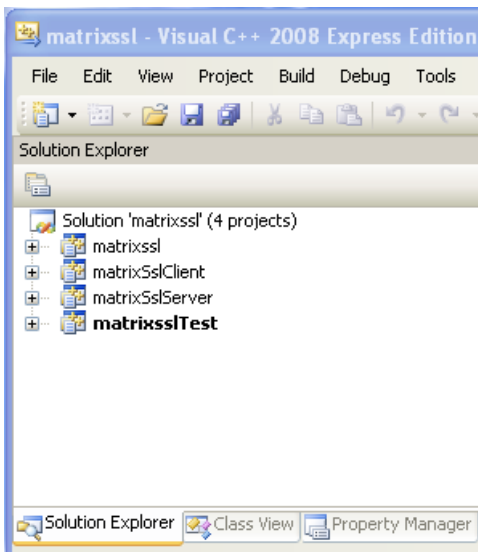 matrixssl - Visual C++ 2008 Express Edition
File Edit View Project Build Debug Tools
Solution Explorer
Solution 'matrixssl' (4 projects)
matrixssl
matrixSslClient
matrixSslServer
matrixsslTest
Solution Explorer Class View Property Manager